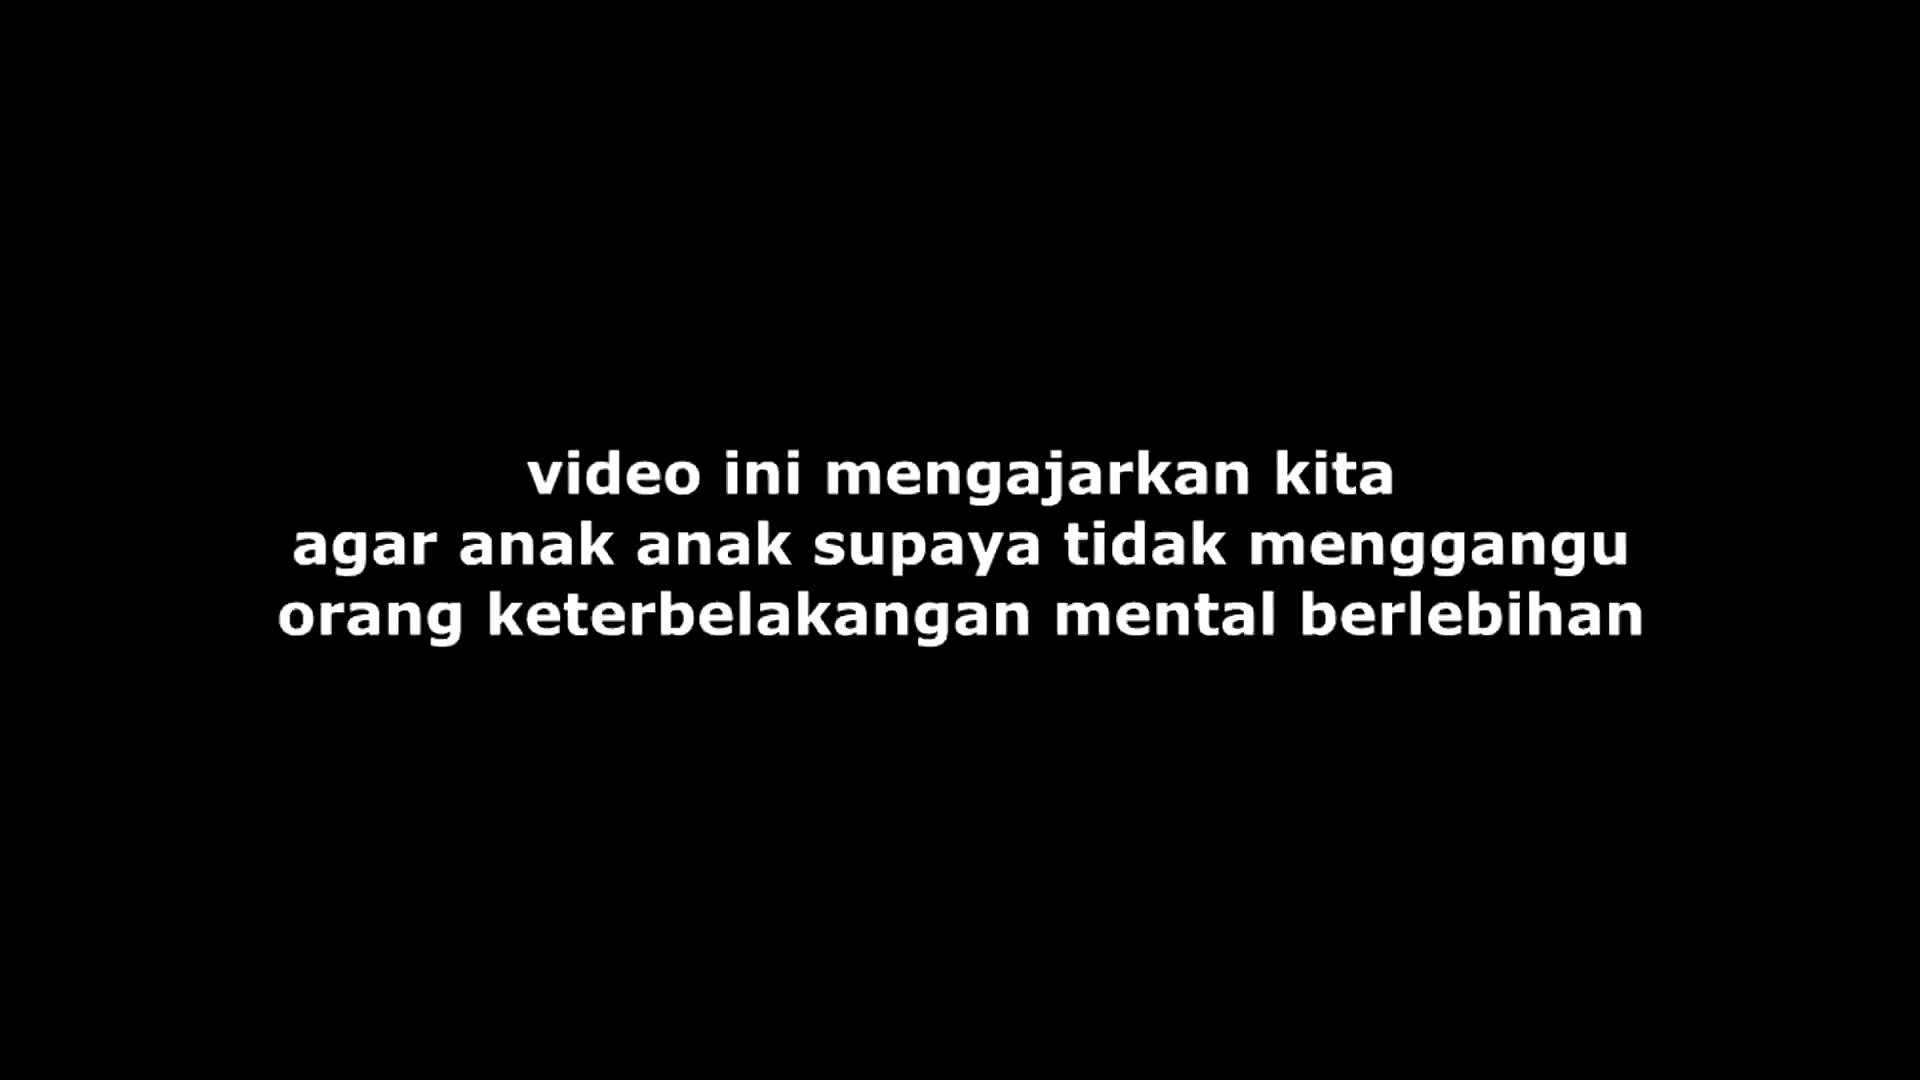 video ini mengajarkan kita
agar anak anak supaya tidak menggangu
orang keterbelakangan mental berlebihan